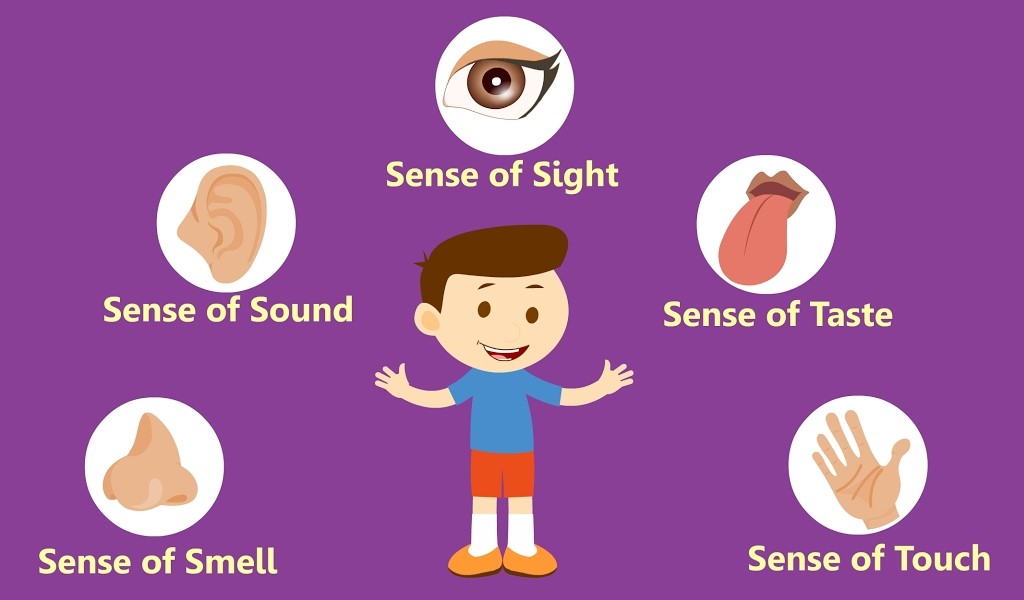 Sense of Sight
Sense of Sound
Sense of Taste
Sense of Smell
Sense of Touch